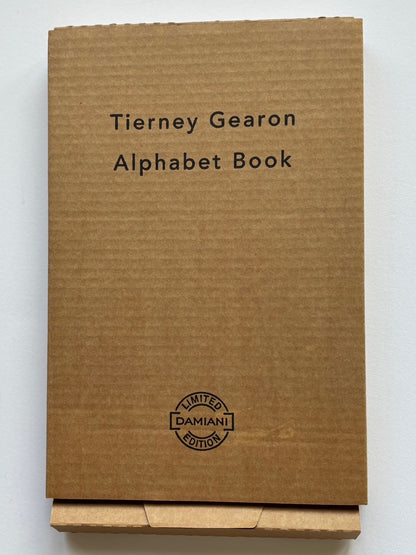 Tierney Gearon
Alphabet Book
LIMITED
DAMIANI
EDITION